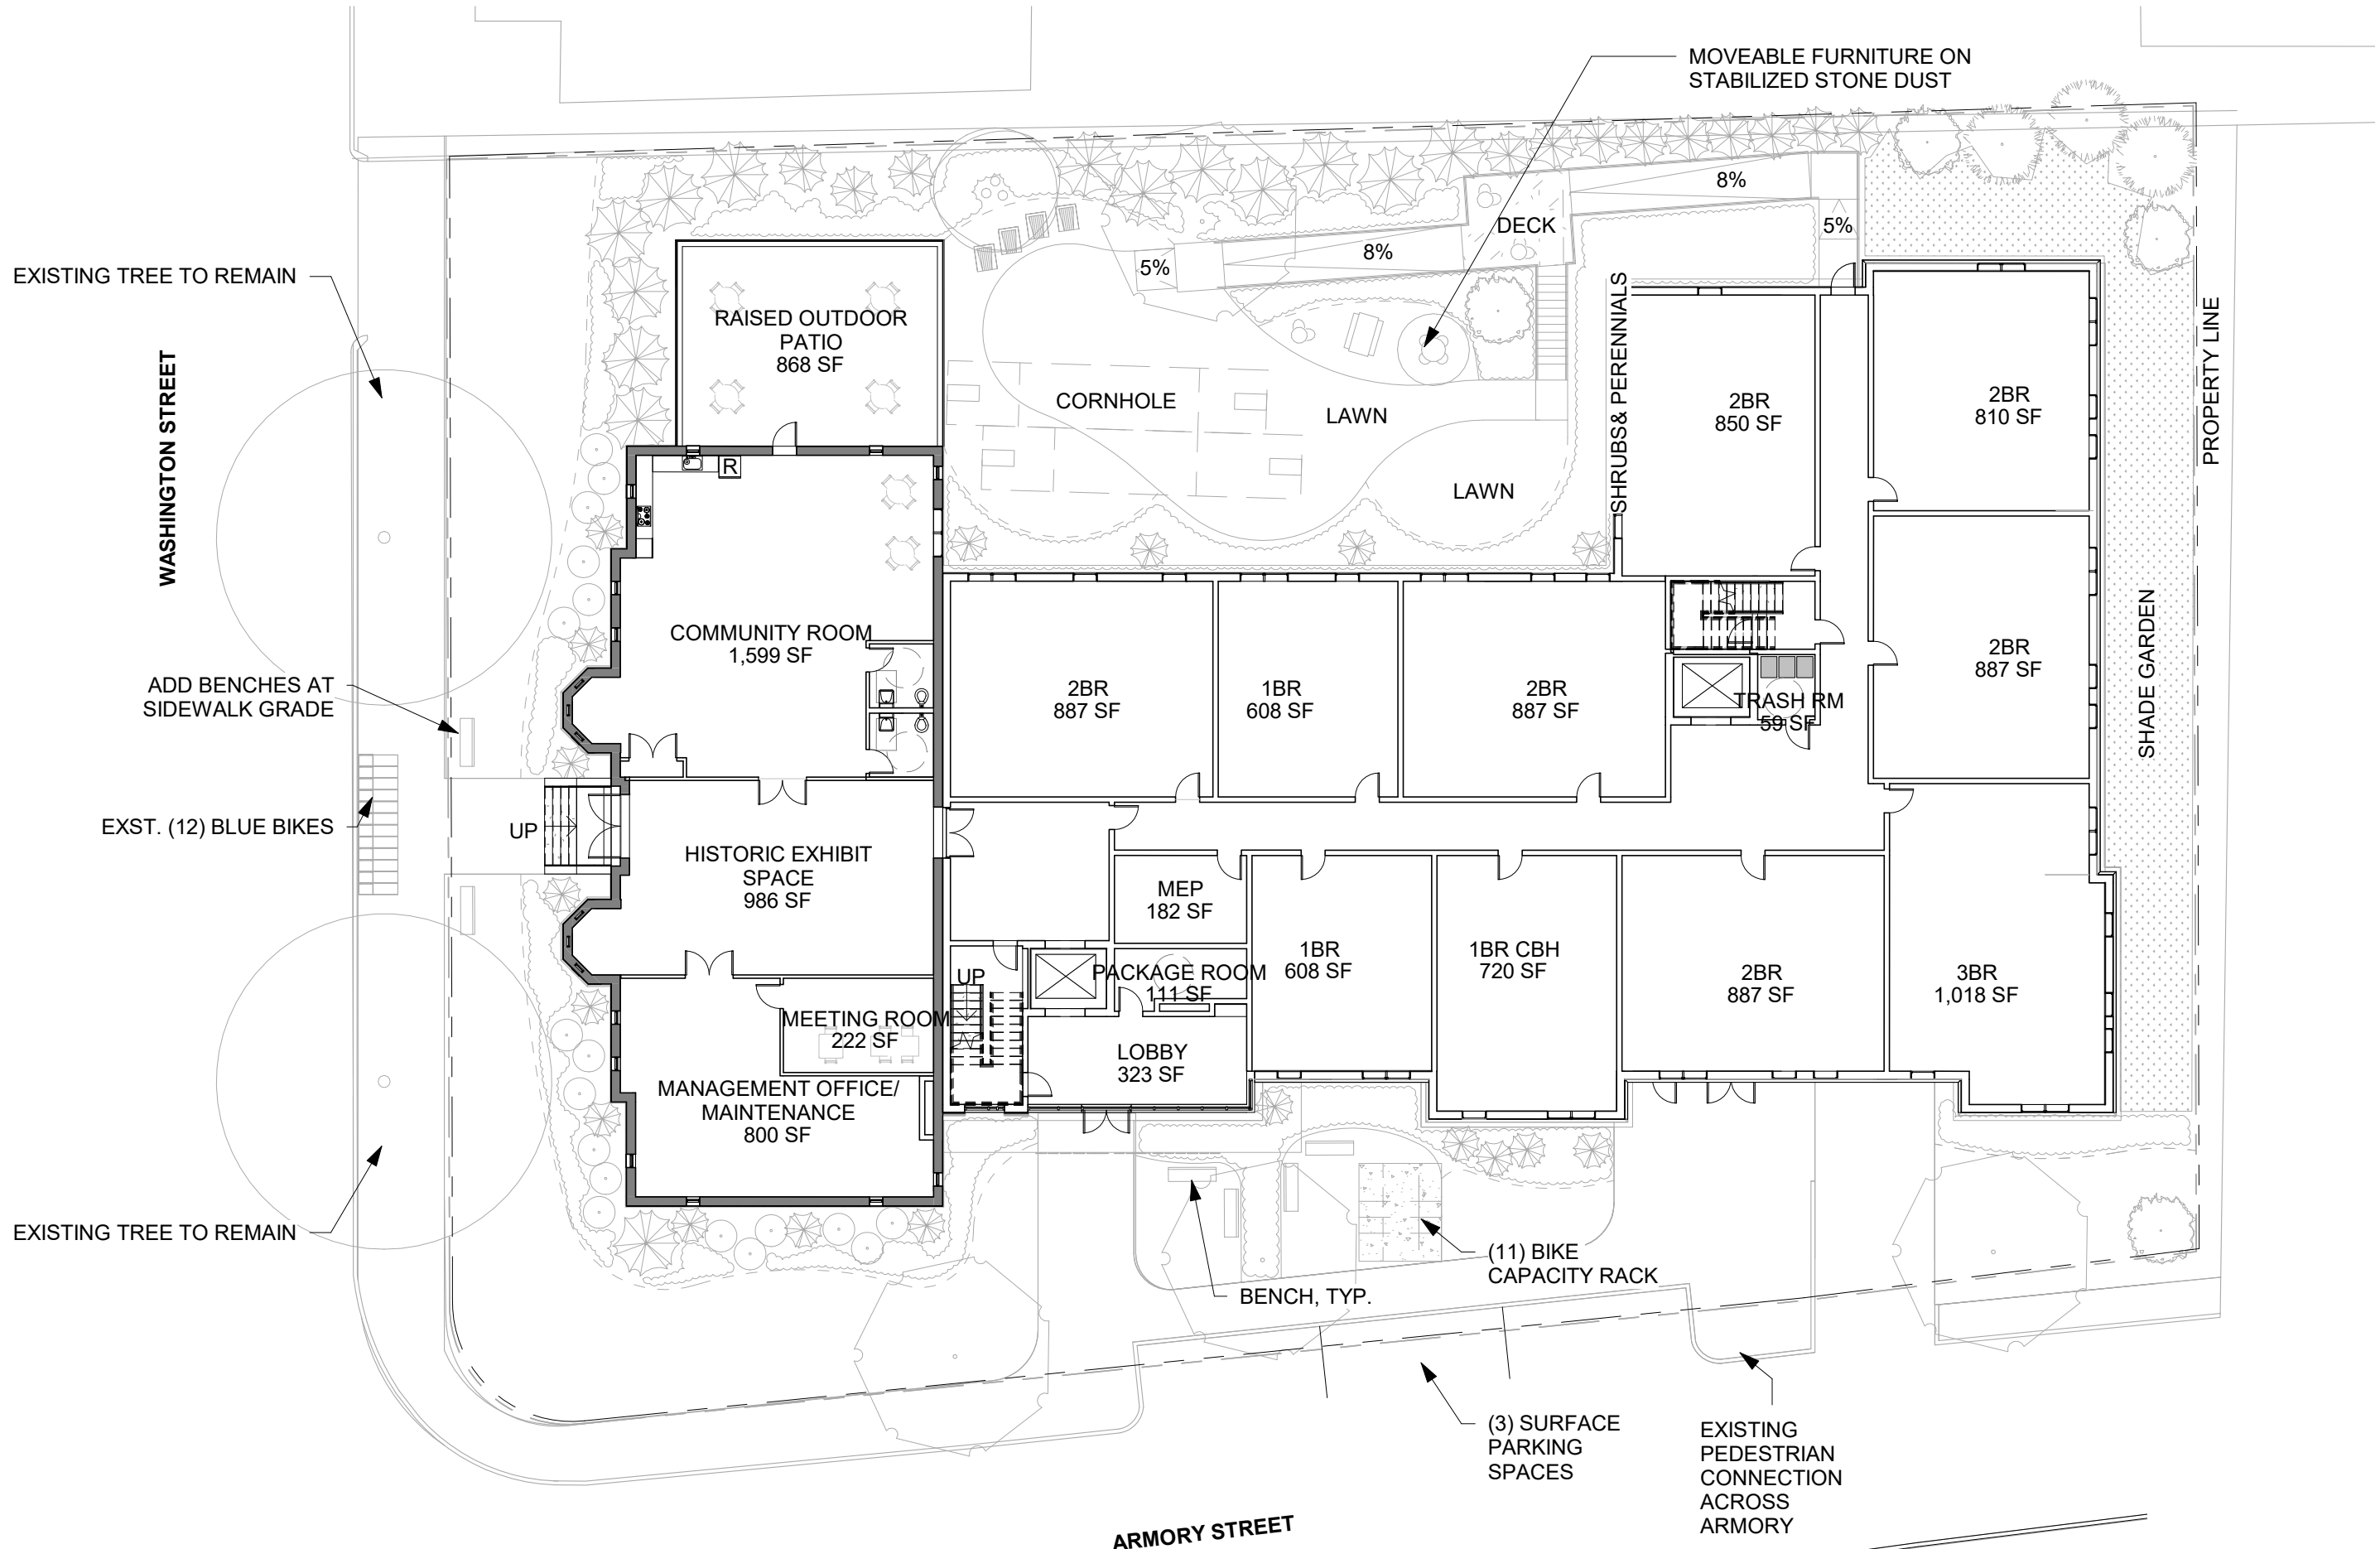 MOVEABLE FURNITURE ON
STABILIZED STONE DUST
8%
DECK
5%
8%
5%
EXISTING TREE TO REMAIN
RAISED OUTDOOR
PATIO
868 SF
WASHINGTON STREET
CORNHOLE
LAWN
LAWN
SHRUBS& PERENNIALS
2BR
850 SF
2BR
810 SF
PROPERTY LINE
R
COMMUNITY ROOM
1,599 SF
2BR
887 SF
SHADE GARDEN
ADD BENCHES AT
SIDEWALK GRADE
2BR
887 SF
1BR
608 SF
2BR
887 SF
TRASH RM
59 SF
EXST. (12) BLUE BIKES
UP
HISTORIC EXHIBIT
SPACE
986 SF
MEP
182 SF
1BR
608 SF
1BR CBH
720 SF
2BR
887 SF
3BR
1,018 SF
UP
PACKAGE ROOM
111 SF
MEETING ROOM
222 SF
LOBBY
323 SF
MANAGEMENT OFFICE/
MAINTENANCE
800 SF
EXISTING TREE TO REMAIN
(11) BIKE
CAPACITY RACK
BENCH, TYP.
(3) SURFACE
PARKING
SPACES
EXISTING
PEDESTRIAN
CONNECTION
ACROSS
ARMORY
ARMORY STREET